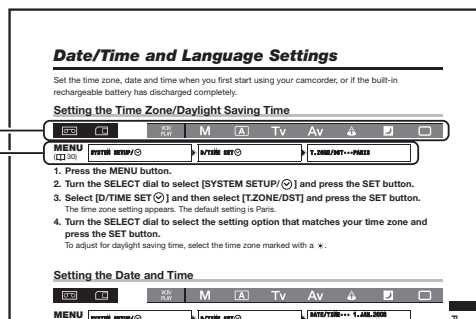 Date/Time and Language Settings
Set the time zone, date and time when you first start using your camcorder, or if the built-in
rechargeable battery has discharged completely.
Setting the Time Zone/Daylight Saving Time
VCR/
PLAY M A Tv Av
MENU
( 30)
SYSTEM SETUP/ D/TIME SET T.ZONE/DST•••PARIS
1. Press the MENU button.
2. Turn the SELECT dial to select [SYSTEM SETUP/ ] and press the SET button.
3. Select [D/TIME SET ] and then select [T.ZONE/DST] and press the SET button.
The time zone setting appears. The default setting is Paris.
4. Turn the SELECT dial to select the setting option that matches your time zone and
press the SET button.
To adjust for daylight saving time, select the time zone marked with a ☀.
Setting the Date and Time
VCR/
PLAY M A Tv Av
MENU SYSTEM SETUP/ D/TIME SET DATE/TIME••• 1.JAN.2006